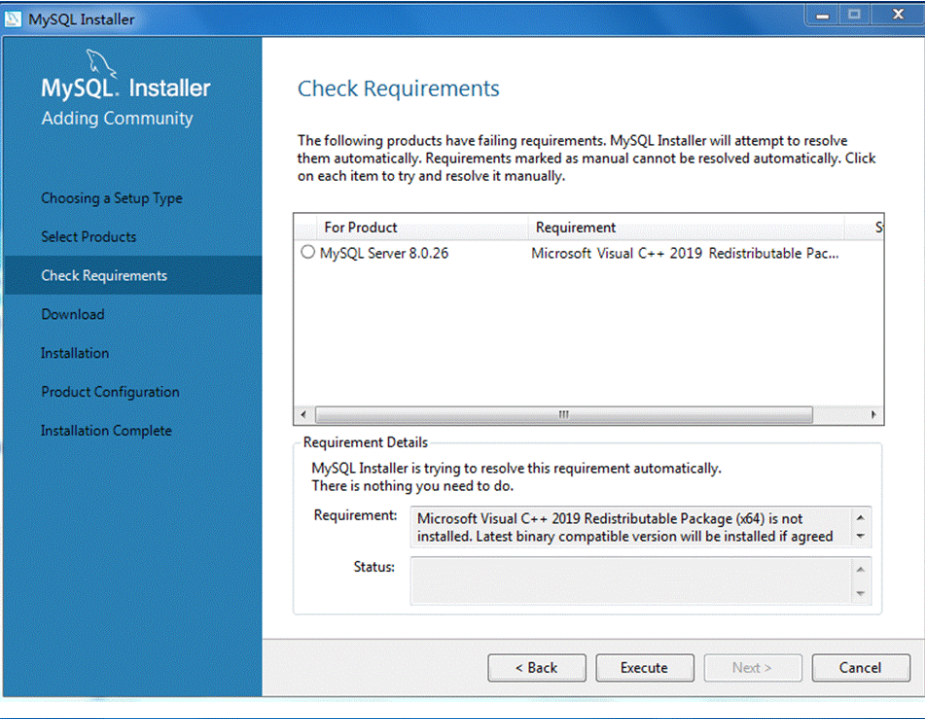 MySQL Installer
MySQL. Installer
Adding Community
Choosing a Setup Type
Select Products
Check Requirements
Download
Installation
Product Configuration
Installation Complete
Check Requirements
The following products have failing requirements. MySQL Installer will attempt to resolve
them automatically. Requirements marked as manual cannot be resolved automatically. Click
on each item to try and resolve it manually.
For Product Requirement S
MySQL Server 8.0.26 Microsoft Visual C++ 2019 Redistributable Pac...
Requirement Details
MySQL Installer is trying to resolve this requirement automatically.
There is nothing you need to do.
Requirement: Microsoft Visual C++ 2019 Redistributable Package (x64) is not
installed. Latest binary compatible version will be installed if agreed
Status:
< Back Execute Next > Cancel